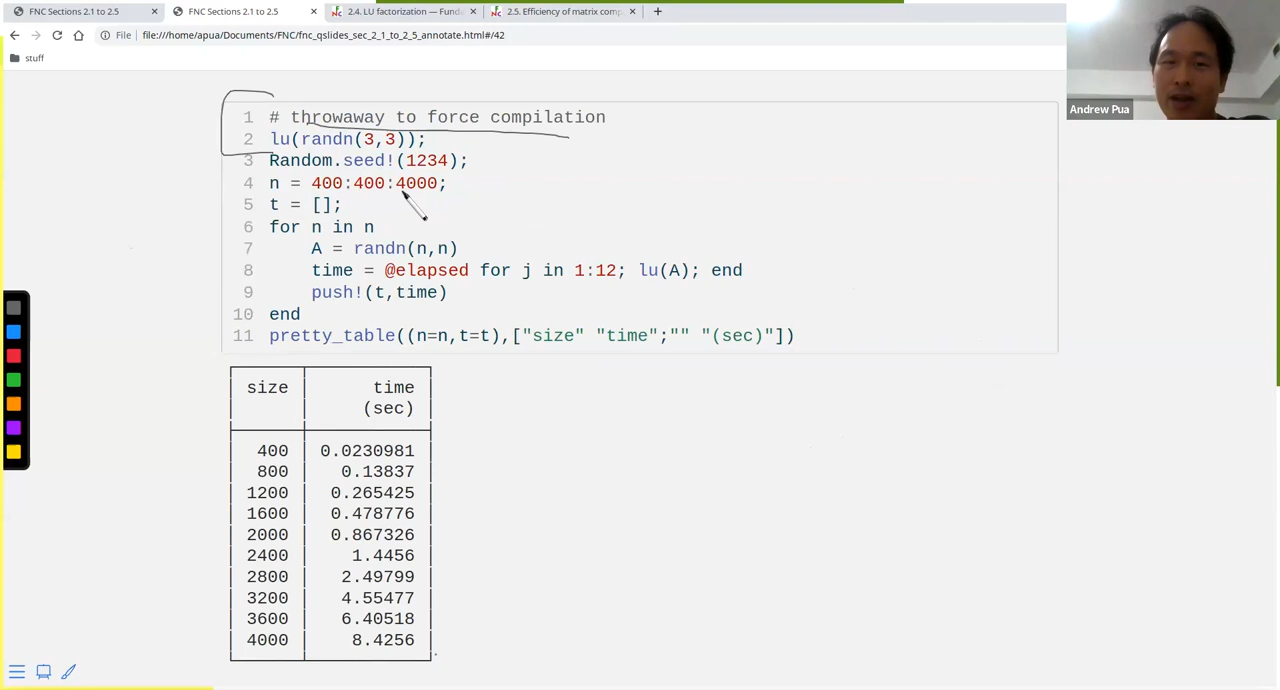 FNC Sections 2.1 to 2.5
FNC Sections 2.1 to 2.5
2.4. LU factorization — Funda
2.5. Efficiency of matrix comp
File file:///home/apua/Documents/FNC/fnc_qslides_sec_2_1_to_2_5_annotate.html#/42
stuff
Andrew Pua
1 # throwaway to force compilation
2 lu(randn(3,3));
3 Random.seed!(1234);
4 n = 400:400:4000;
5 t = [];
6 for n in n
7 A = randn(n,n)
8 time = @elapsed for j in 1:12; lu(A); end
9 push!(t,time)
10 end
11 pretty_table((n=n,t=t),["size" "time";"" "(sec)"])
size time
(sec)
400 0.0230981
800 0.13837
1200 0.265425
1600 0.478776
2000 0.867326
2400 1.4456
2800 2.49799
3200 4.55477
3600 6.40518
4000 8.4256